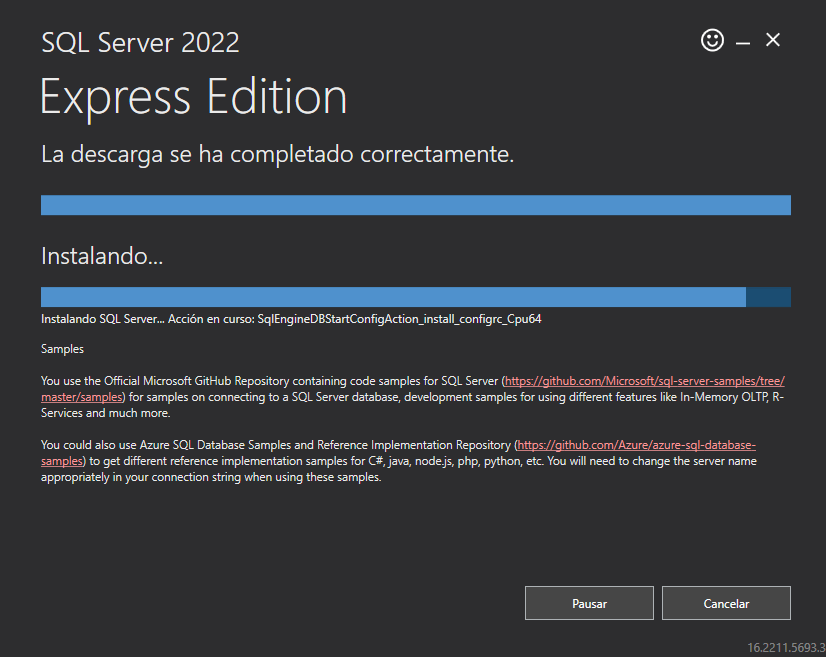 SQL Server 2022
Express Edition
La descarga se ha completado correctamente.
Instalando...
Instalando SQL Server... Acción en curso: SqlEngineDBStartConfigAction_install_configrc_Cpu64
Samples
You use the Official Microsoft GitHub Repository containing code samples for SQL Server (https://github.com/Microsoft/sql-server-samples/tree/
master/samples) for samples on connecting to a SQL Server database, development samples for using different features like In-Memory OLTP, R-
Services and much more.
You could also use Azure SQL Database Samples and Reference Implementation Repository (https://github.com/Azure/azure-sql-database-
samples) to get different reference implementation samples for C#, java, node.js, php, python, etc. You will need to change the server name
appropriately in your connection string when using these samples.
Pausar
Cancelar
16.2211.5693.3